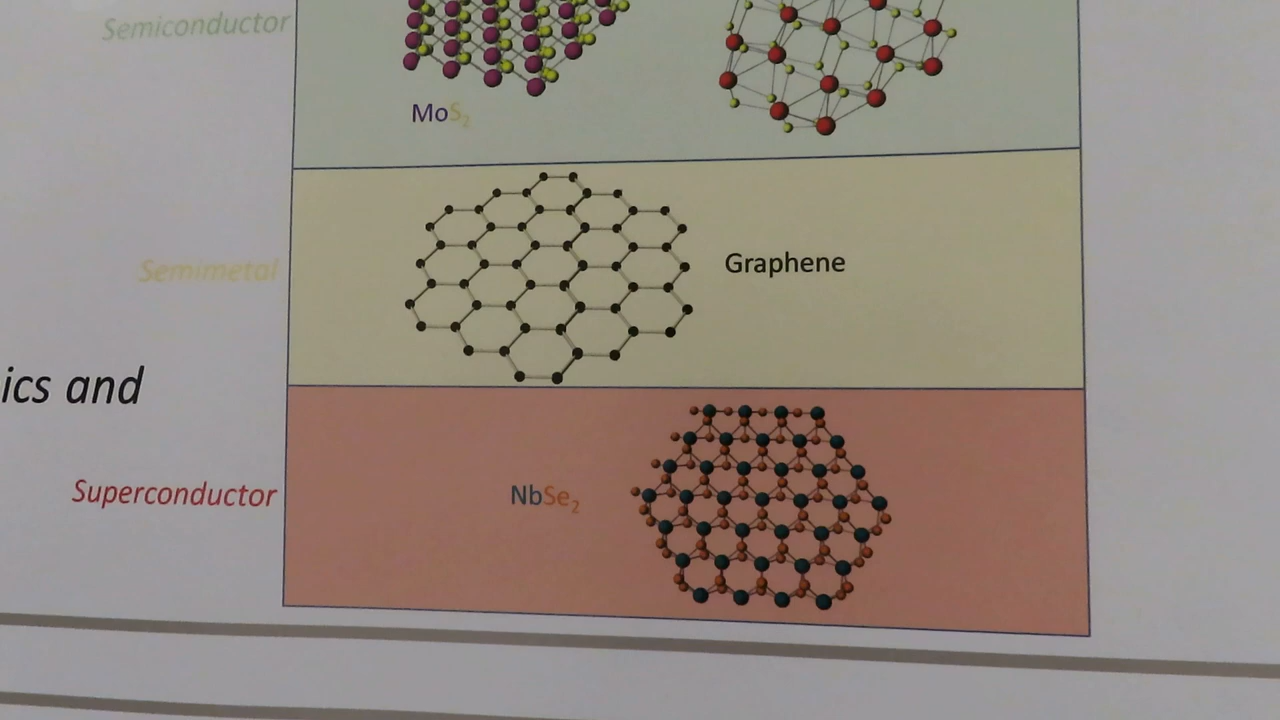 Semiconductor
MoS₂
Semimetal
Graphene
ics and
Superconductor
NbSe₂